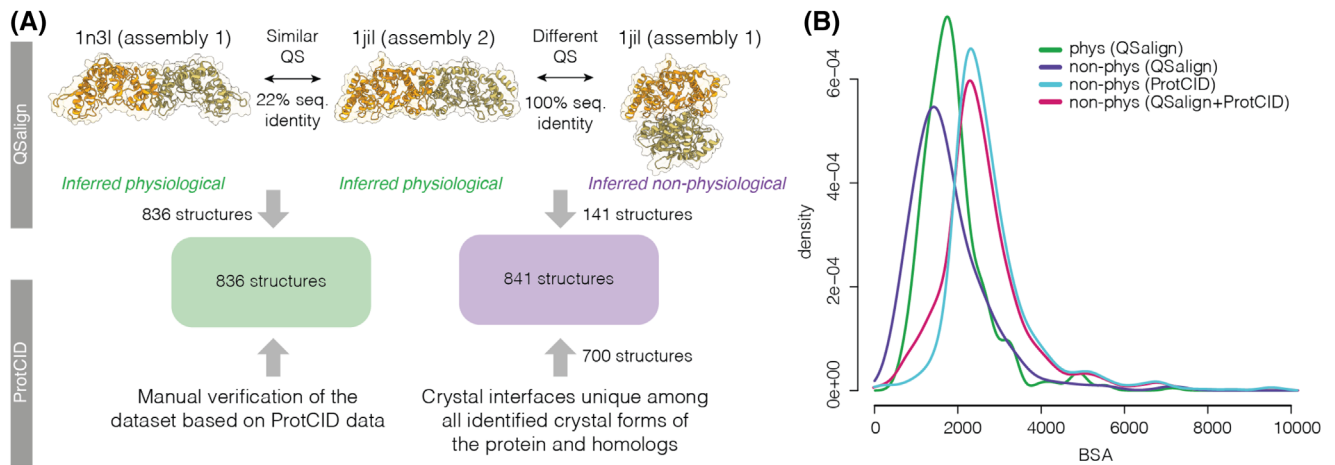 (A)
QSalign
1n3l (assembly 1)
Similar
QS
22% seq.
identity
1jil (assembly 2)
Different
QS
100% seq.
identity
1jil (assembly 1)
Inferred physiological
Inferred physiological
Inferred non-physiological
836 structures
141 structures
836 structures
841 structures
ProtCID
700 structures
Manual verification of the
dataset based on ProtCID data
Crystal interfaces unique among
all identified crystal forms of
the protein and homologs
(B)
phys (QSalign)
non-phys (QSalign)
non-phys (ProtCID)
non-phys (QSalign+ProtCID)
density
6e-04
4e-04
2e-04
0e+00
0
2000
4000
6000
8000
10000
BSA